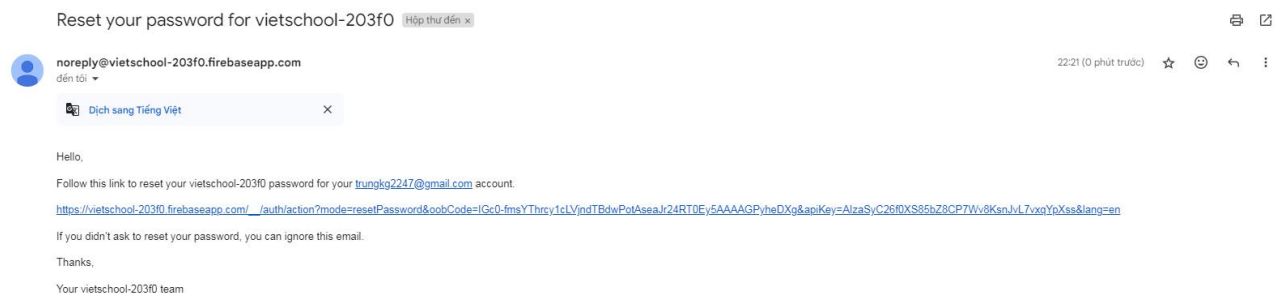 Reset your password for vietschool-203f0 Hộp thư đến ×
noreply@vietschool-203f0.firebaseapp.com 22:21 (0 phút trước)
đến tôi
Dịch sang Tiếng Việt ×
Hello,
Follow this link to reset your vietschool-203f0 password for your trungkg2247@gmail.com account.
https://vietschool-203f0.firebaseapp.com/__/auth/action?mode=resetPassword&oobCode=IGc0-fmsYThrcy1cLVjndTBdwPotAseaJr24RT0Ey5AAAAGPyheDXg&apiKey=AIzaSyC26f0XS85bZ8CP7Wv8KsnJvL7vxqYpXss&lang=en
If you didn't ask to reset your password, you can ignore this email.
Thanks,
Your vietschool-203f0 team